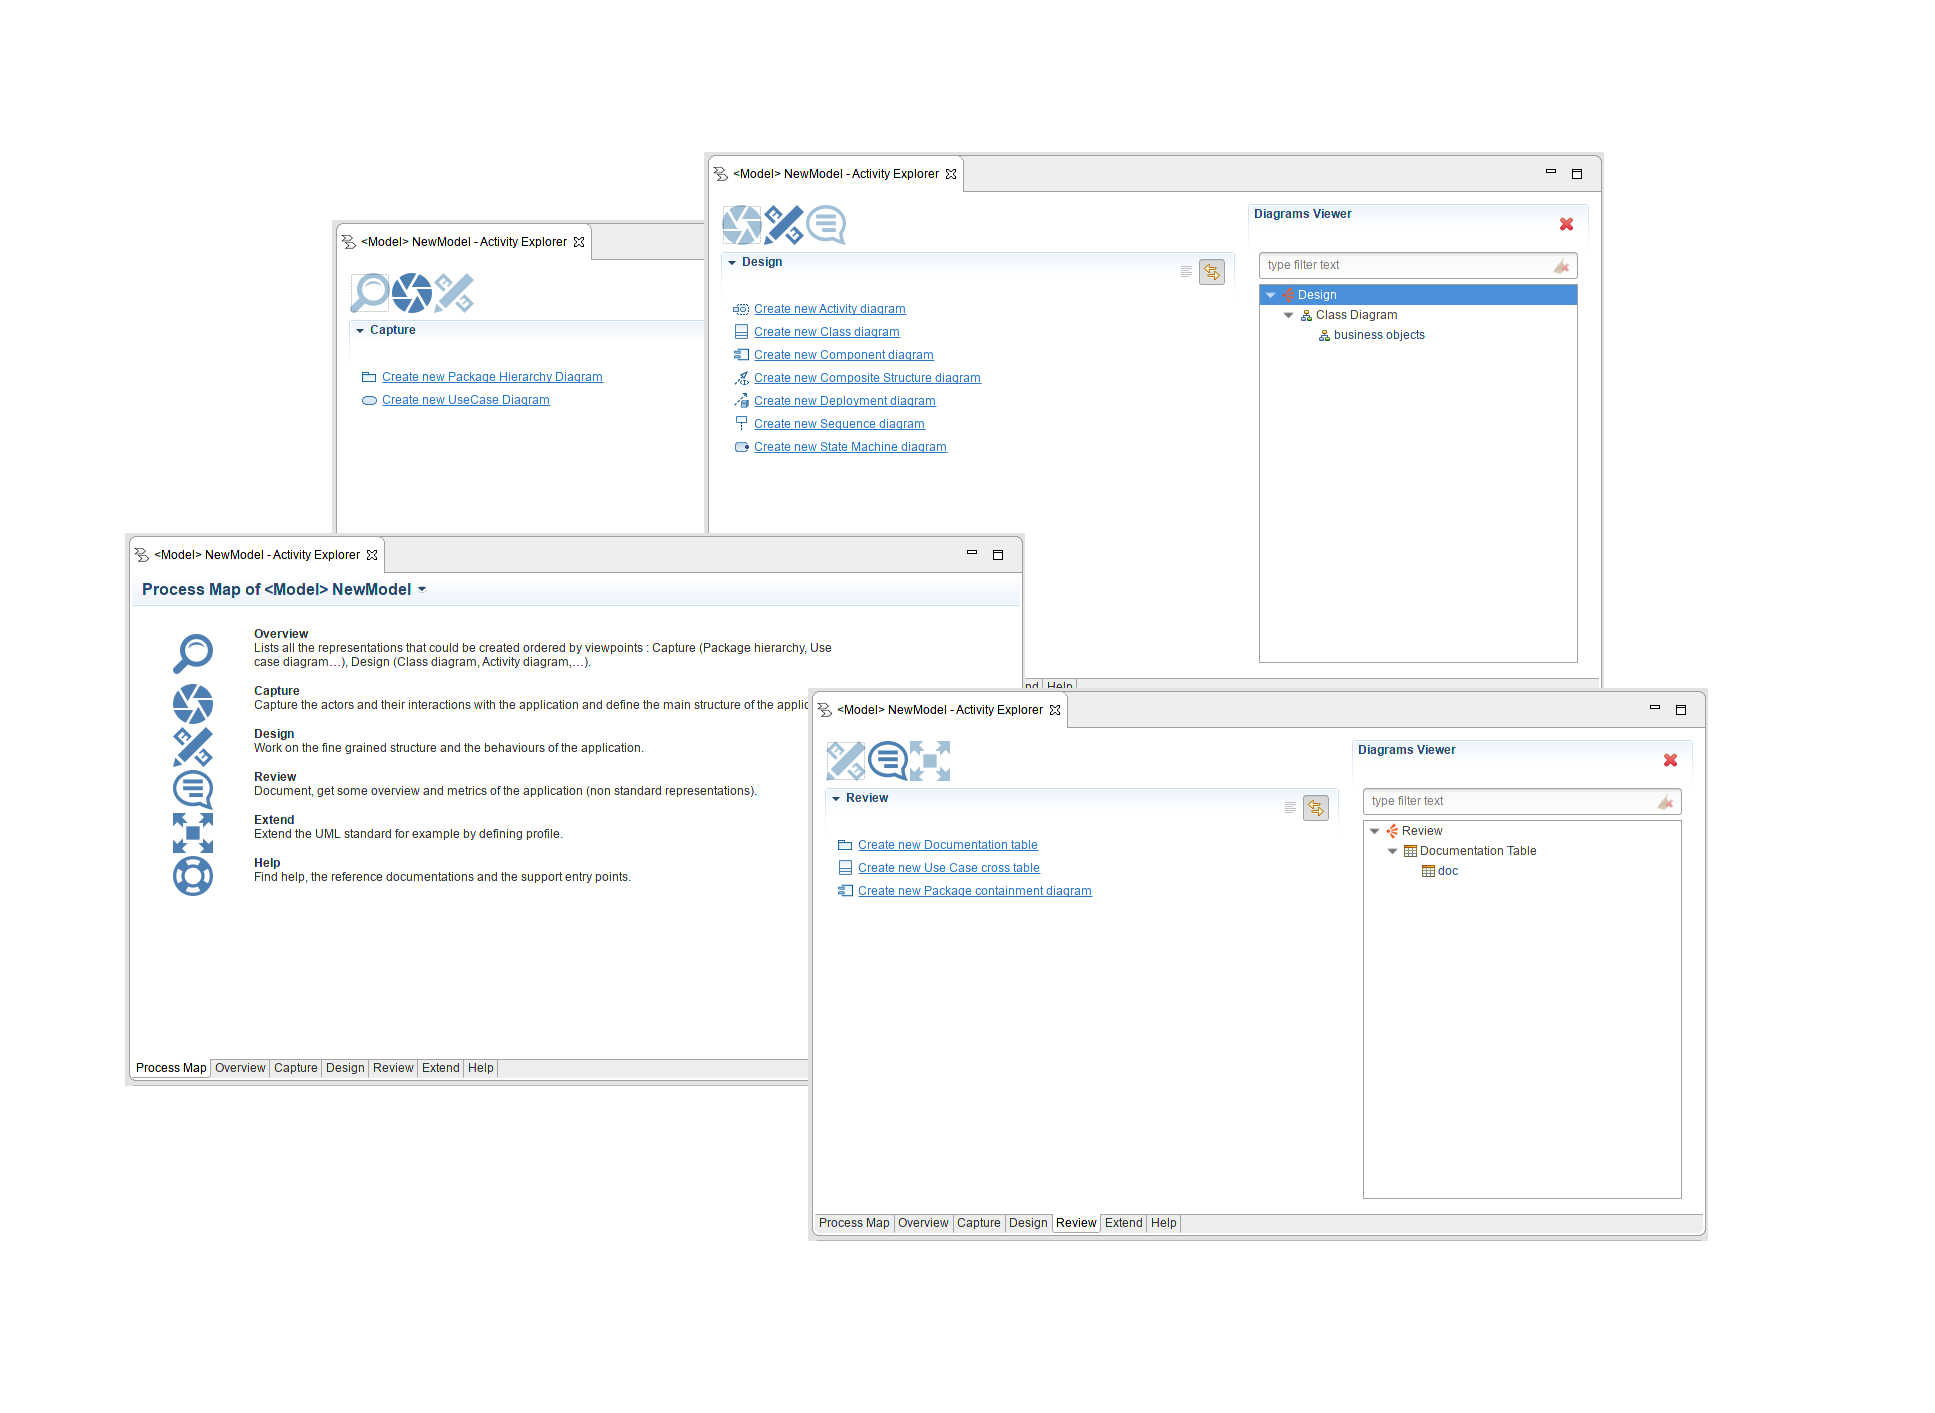 <Model> NewModel - Activity Explorer
Design
Create new Activity diagram
Create new Class diagram
Create new Component diagram
Create new Composite Structure diagram
Create new Deployment diagram
Create new Sequence diagram
Create new State Machine diagram
Diagrams Viewer
type filter text
Design
Class Diagram
business objects
Help
<Model> NewModel - Activity Explorer
Capture
Create new Package Hierarchy Diagram
Create new UseCase Diagram
<Model> NewModel - Activity Explorer
Process Map of <Model> NewModel
Overview
Lists all the representations that could be created ordered by viewpoints : Capture (Package hierarchy, Use
case diagram…), Design (Class diagram, Activity diagram,…).
Capture
Capture the actors and their interactions with the application and define the main structure of the applic
Design
Work on the fine grained structure and the behaviours of the application.
Review
Document, get some overview and metrics of the application (non standard representations).
Extend
Extend the UML standard for example by defining profile.
Help
Find help, the reference documentations and the support entry points.
Process Map Overview Capture Design Review Extend Help
<Model> NewModel - Activity Explorer
Review
Create new Documentation table
Create new Use Case cross table
Create new Package containment diagram
Diagrams Viewer
type filter text
Review
Documentation Table
doc
Process Map Overview Capture Design Review Extend Help